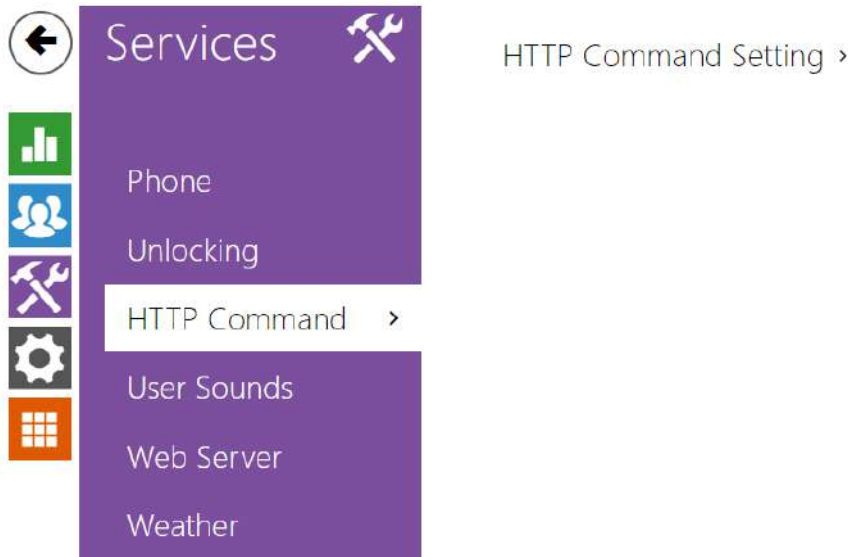 Services
HTTP Command Setting ›
Phone
Unlocking
HTTP Command ›
User Sounds
Web Server
Weather